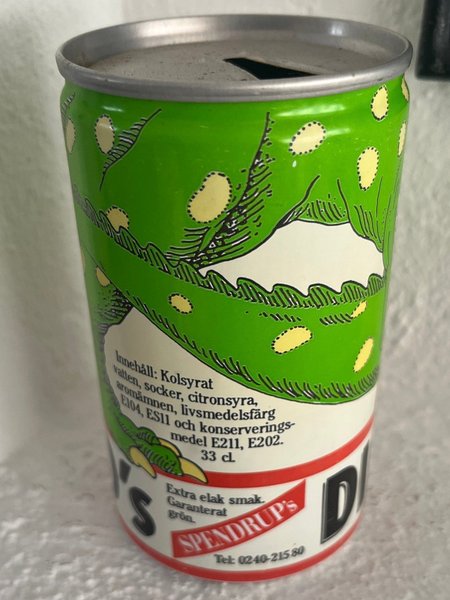 Innehåll: Kolsyrat
vatten, socker, citronsyra,
aromämnen, livsmedelsfärg
E104, ES11 och konserverings-
medel E211, E202.
33 cl.
's
D
Extra elak smak.
Garanterat
grön.
SPENDRUP's
Tel: 0240-215 80